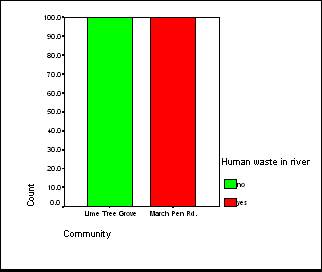 100.0
90.0
80.0
70.0
60.0
50.0
40.0
30.0
20.0
10.0
0.0
Count
Lime Tree Grove March Pen Rd.
Community
Human waste in river
no
yes